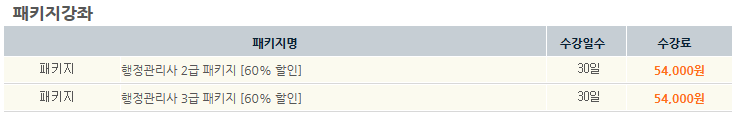 패키지강좌
패키지명 수강일수 수강료
패키지 행정관리사 2급 패키지 [60% 할인] 30일 54,000원
패키지 행정관리사 3급 패키지 [60% 할인] 30일 54,000원